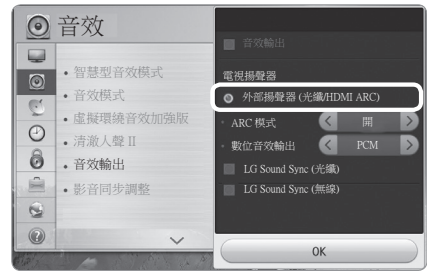 音效
• 智慧型音效模式
• 音效模式
• 虛擬環繞音效加強版
• 清澈人聲 II
• 音效輸出
• 影音同步調整
音效輸出
電視揚聲器
外部揚聲器 (光纖/HDMI ARC)
• ARC 模式 < 開 >
• 數位音效輸出 < PCM >
LG Sound Sync (光纖)
LG Sound Sync (無線)
OK